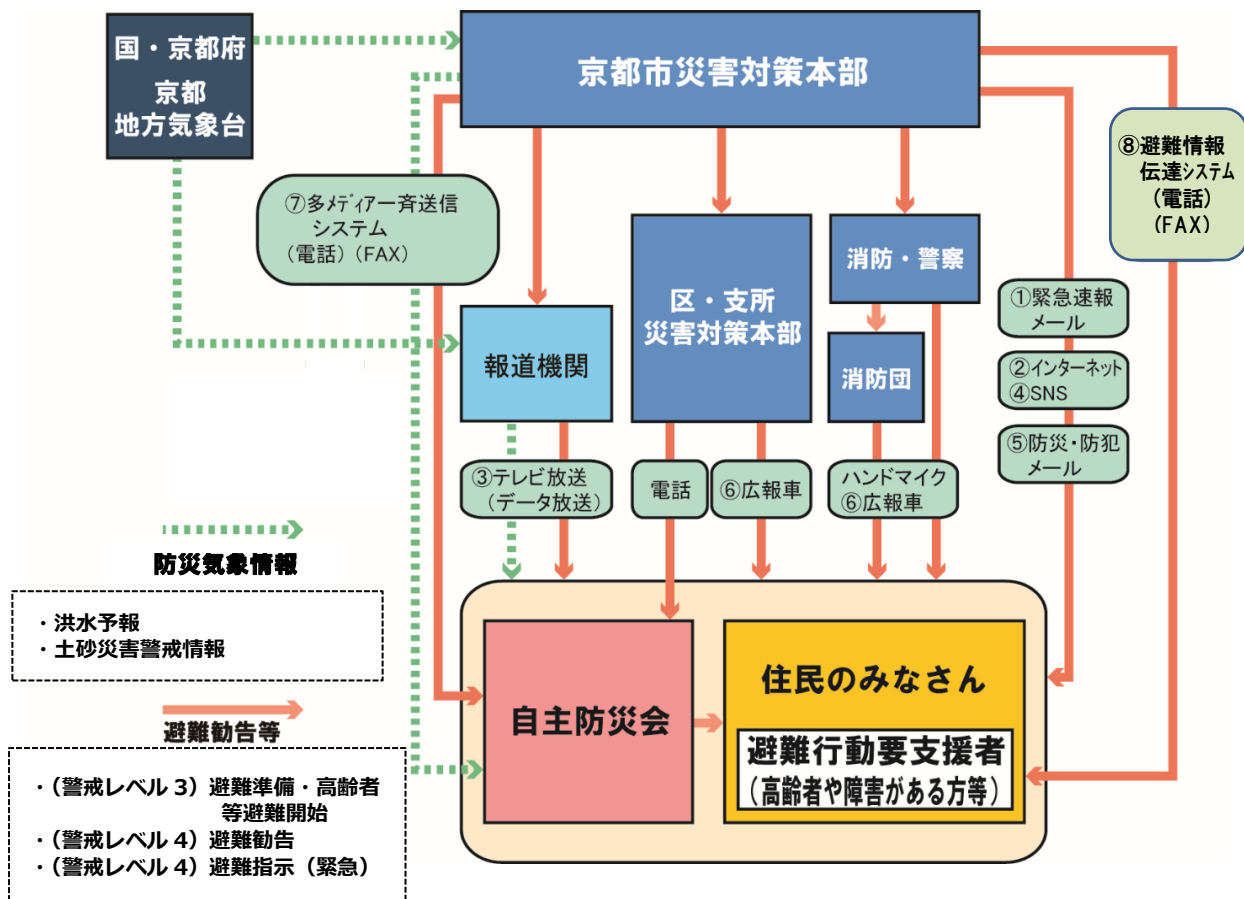 国・京都府
京都
地方気象台
京都市災害対策本部
⑧避難情報
伝達システム
(電話)
(FAX)
⑦多メディア一斉送信
システム
(電話) (FAX)
消防・警察
区・支所
災害対策本部
①緊急速報
メール
報道機関
消防団
②インターネット
④SNS
⑤防災・防犯
メール
③テレビ放送
(データ放送)
電話
⑥広報車
ハンドマイク
⑥広報車
防災気象情報
・洪水予報
・土砂災害警戒情報
避難勧告等
・（警戒レベル３）避難準備・高齢者
等避難開始
・（警戒レベル４）避難勧告
・（警戒レベル４）避難指示（緊急）
自主防災会
住民のみなさん
避難行動要支援者
(高齢者や障害がある方等)